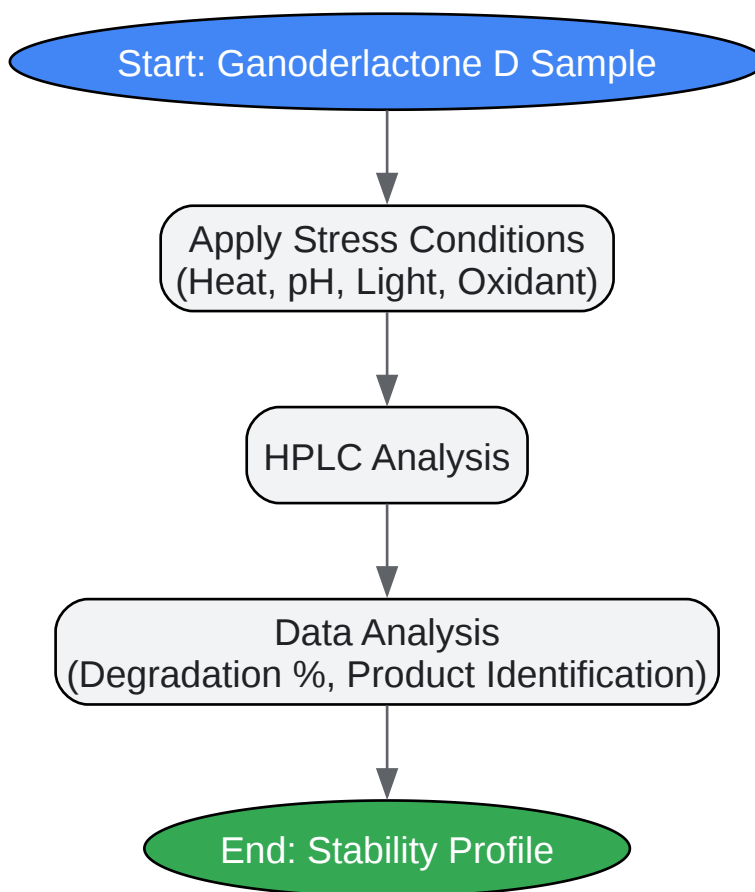 Start: Ganoderlactone D Sample
Apply Stress Conditions
(Heat, pH, Light, Oxidant)
HPLC Analysis
Data Analysis
(Degradation %, Product Identification)
End: Stability Profile